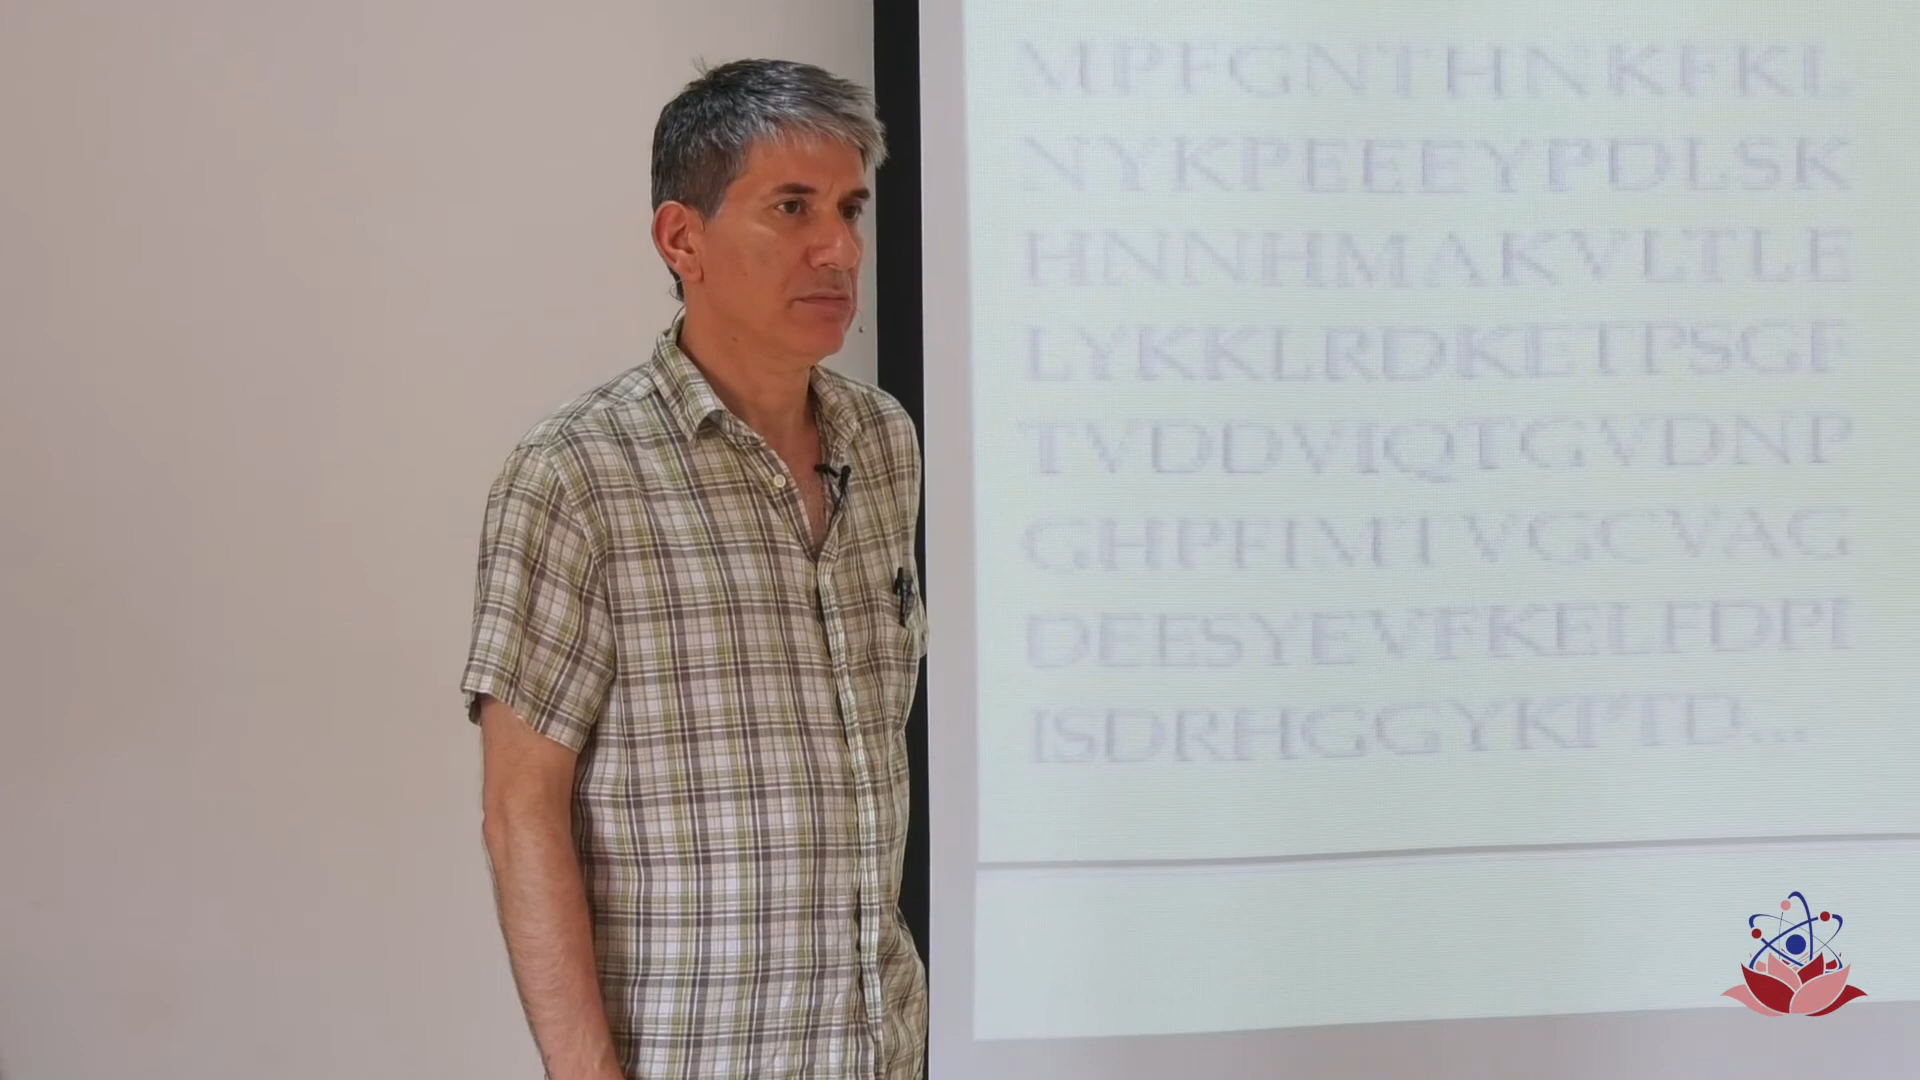 MPFGNTHNKFKL
NYKPEEEYPDLSK
HNNHMAKVLTLE
LYKKLRDKETPSGF
TVDDVIQTGVDNP
GHPFIMTVGCVAG
DEESYEVFKELFDPI
ISDRHGGYKPTD...